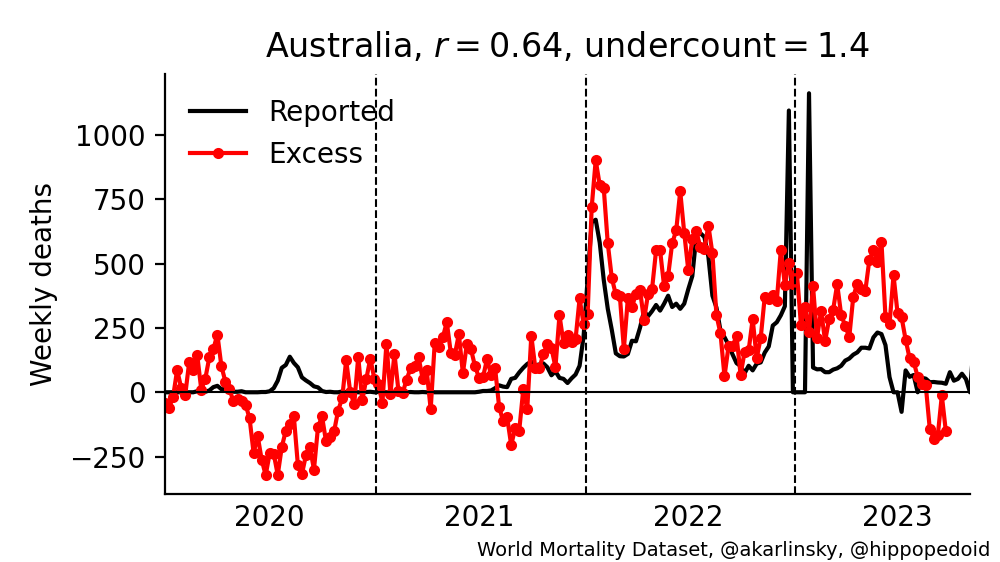 Australia, r = 0.64, undercount = 1.4
Reported
Excess
Weekly deaths
1000
750
500
250
0
−250
2020 2021 2022 2023
World Mortality Dataset, @akarlinsky, @hippopedoid